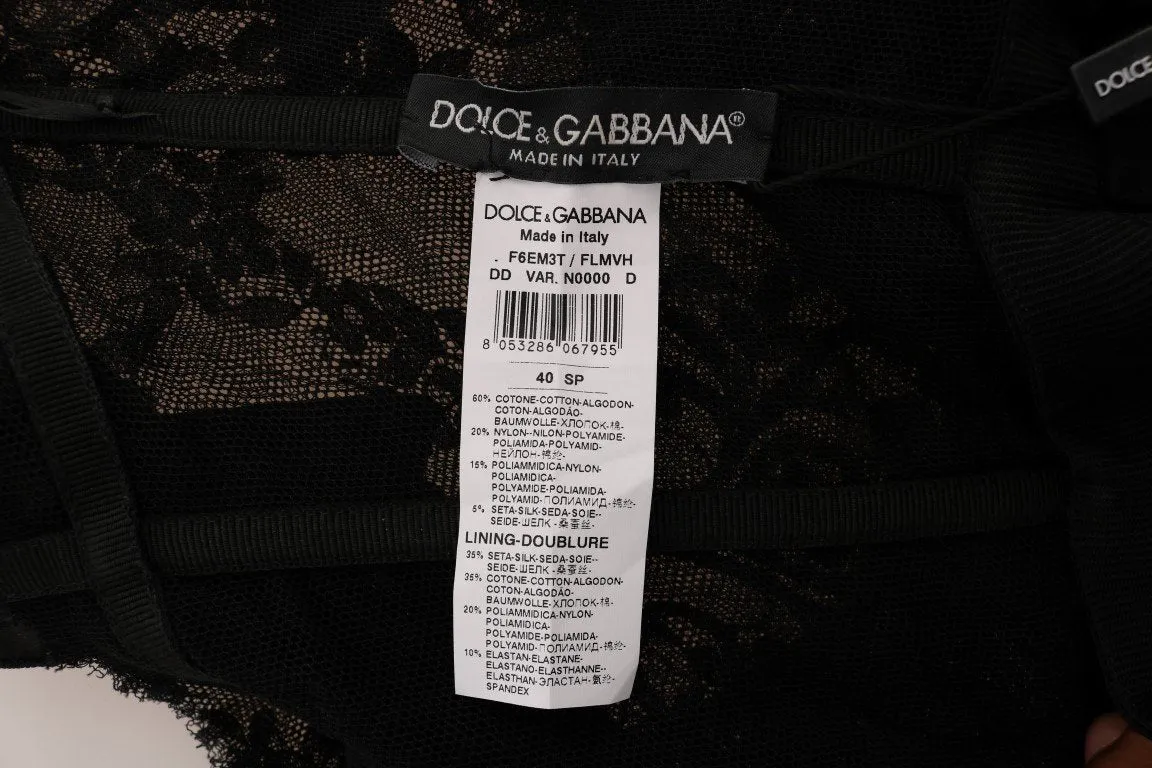 DOLCE & GABBANA®
MADE IN ITALY
DOLCE
DOLCE & GABBANA
Made in Italy
. F6EM3T / FLMVH
DD VAR. N0000 D
8 053286 067955
40 SP
60% COTONE-COTTON-ALGODON-
COTON-ALGODÃO-
BAUMWOLLE-ХЛОПОК-棉-
20% NYLON--NILON-POLYAMIDE-
POLIAMIDA-POLYAMID-
НЕЙЛОН-锦纶-
15% POLIAMMIDICA-NYLON-
POLIAMIDICA-
POLYAMIDE-POLIAMIDA-
POLYAMID-ПОЛИАМИД-锦纶-
5% SETA-SILK-SEDA-SOIE--
SEIDE-ШЕЛК -桑蚕丝-
LINING-DOUBLURE
35% SETA-SILK-SEDA-SOIE--
SEIDE-ШЕЛК -桑蚕丝-
35% COTONE-COTTON-ALGODON-
COTON-ALGODÃO-
BAUMWOLLE-ХЛОПОК-棉-
20% POLIAMMIDICA-NYLON-
POLIAMIDICA-
POLYAMIDE-POLIAMIDA-
POLYAMID-ПОЛИАМИД-锦纶-
10% ELASTAN-ELASTANE-
ELASTANO-ELASTHANNE--
ELASTHAN-ЭЛАСТАН-氨纶-
SPANDEX